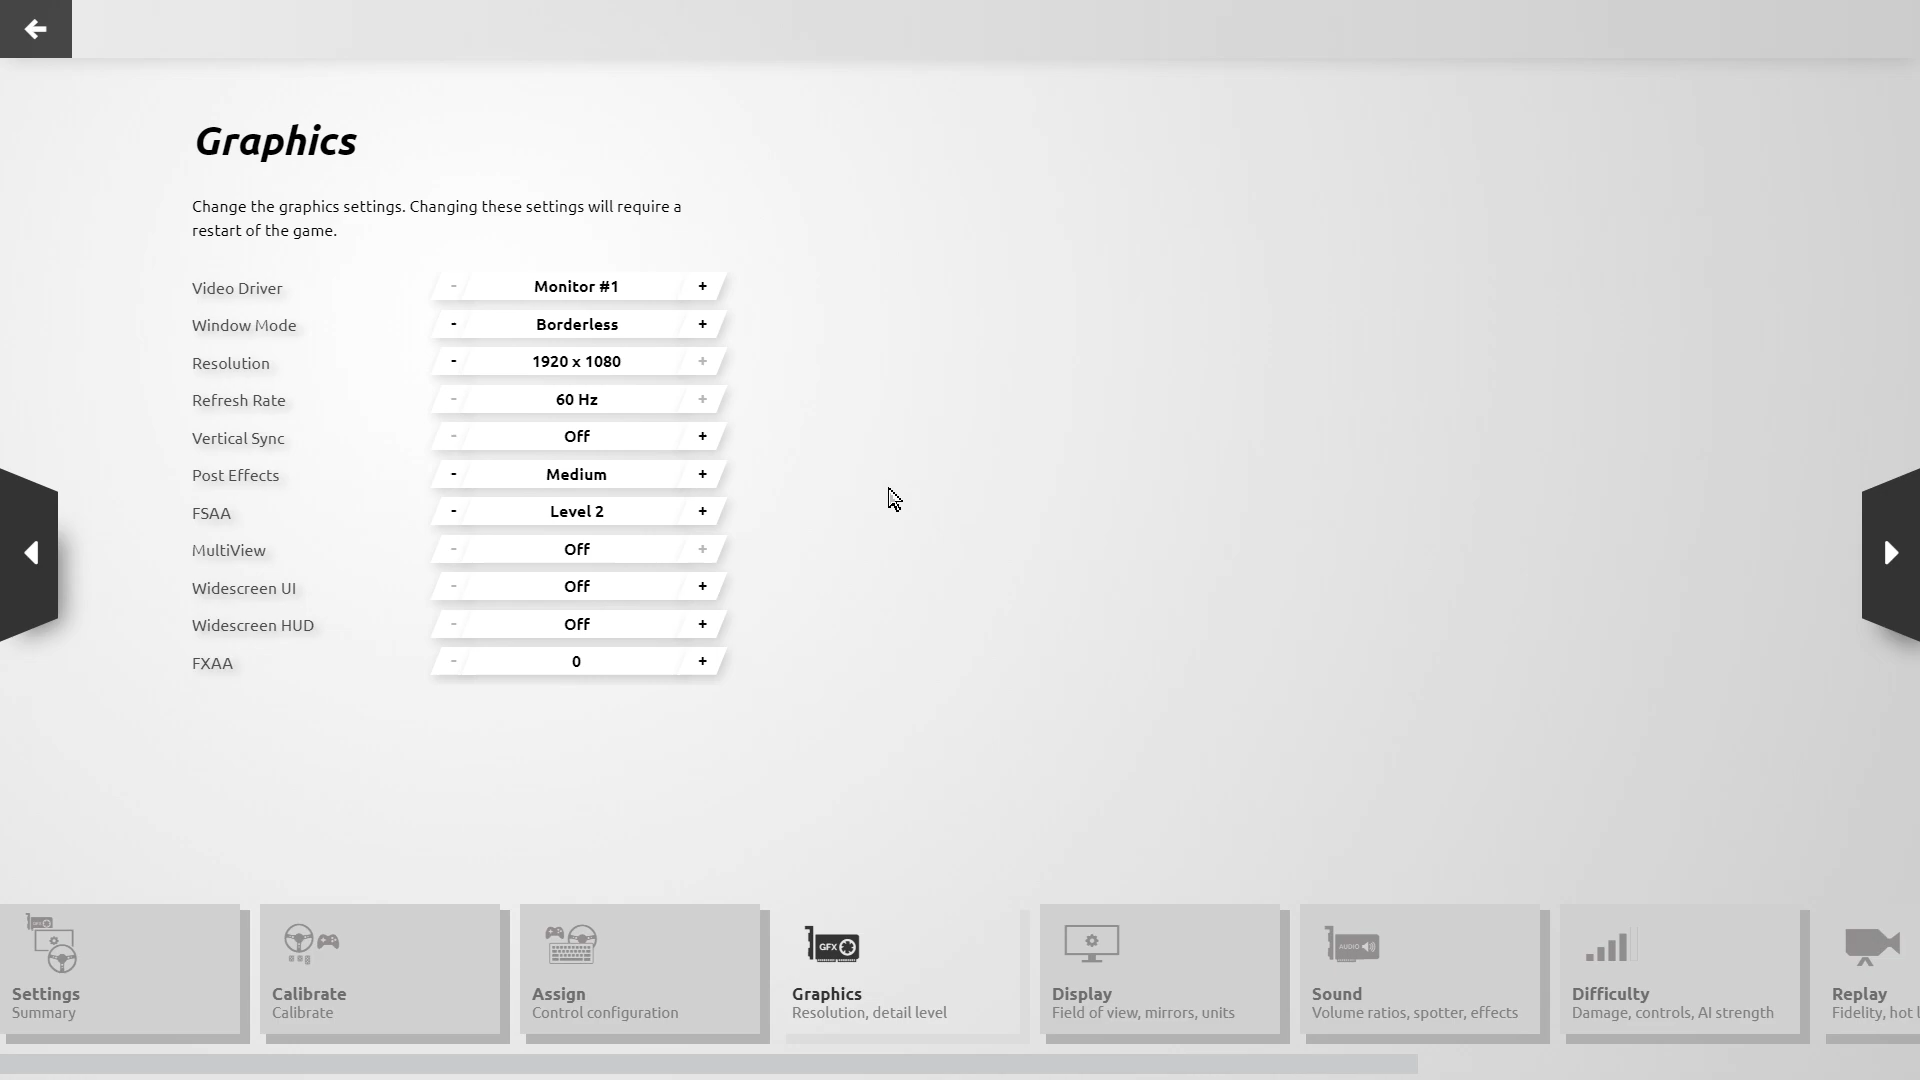 Graphics
Change the graphics settings. Changing these settings will require a
restart of the game.
Video Driver - Monitor #1 +
Window Mode - Borderless +
Resolution - 1920 x 1080 +
Refresh Rate - 60 Hz +
Vertical Sync - Off +
Post Effects - Medium +
FSAA - Level 2 +
MultiView - Off +
Widescreen UI - Off +
Widescreen HUD - Off +
FXAA - 0 +
GFX
AUDIO
Settings
Summary
Calibrate
Calibrate
Assign
Control configuration
Graphics
Resolution, detail level
Display
Field of view, mirrors, units
Sound
Volume ratios, spotter, effects
Difficulty
Damage, controls, AI strength
Replay
Fidelity, hot